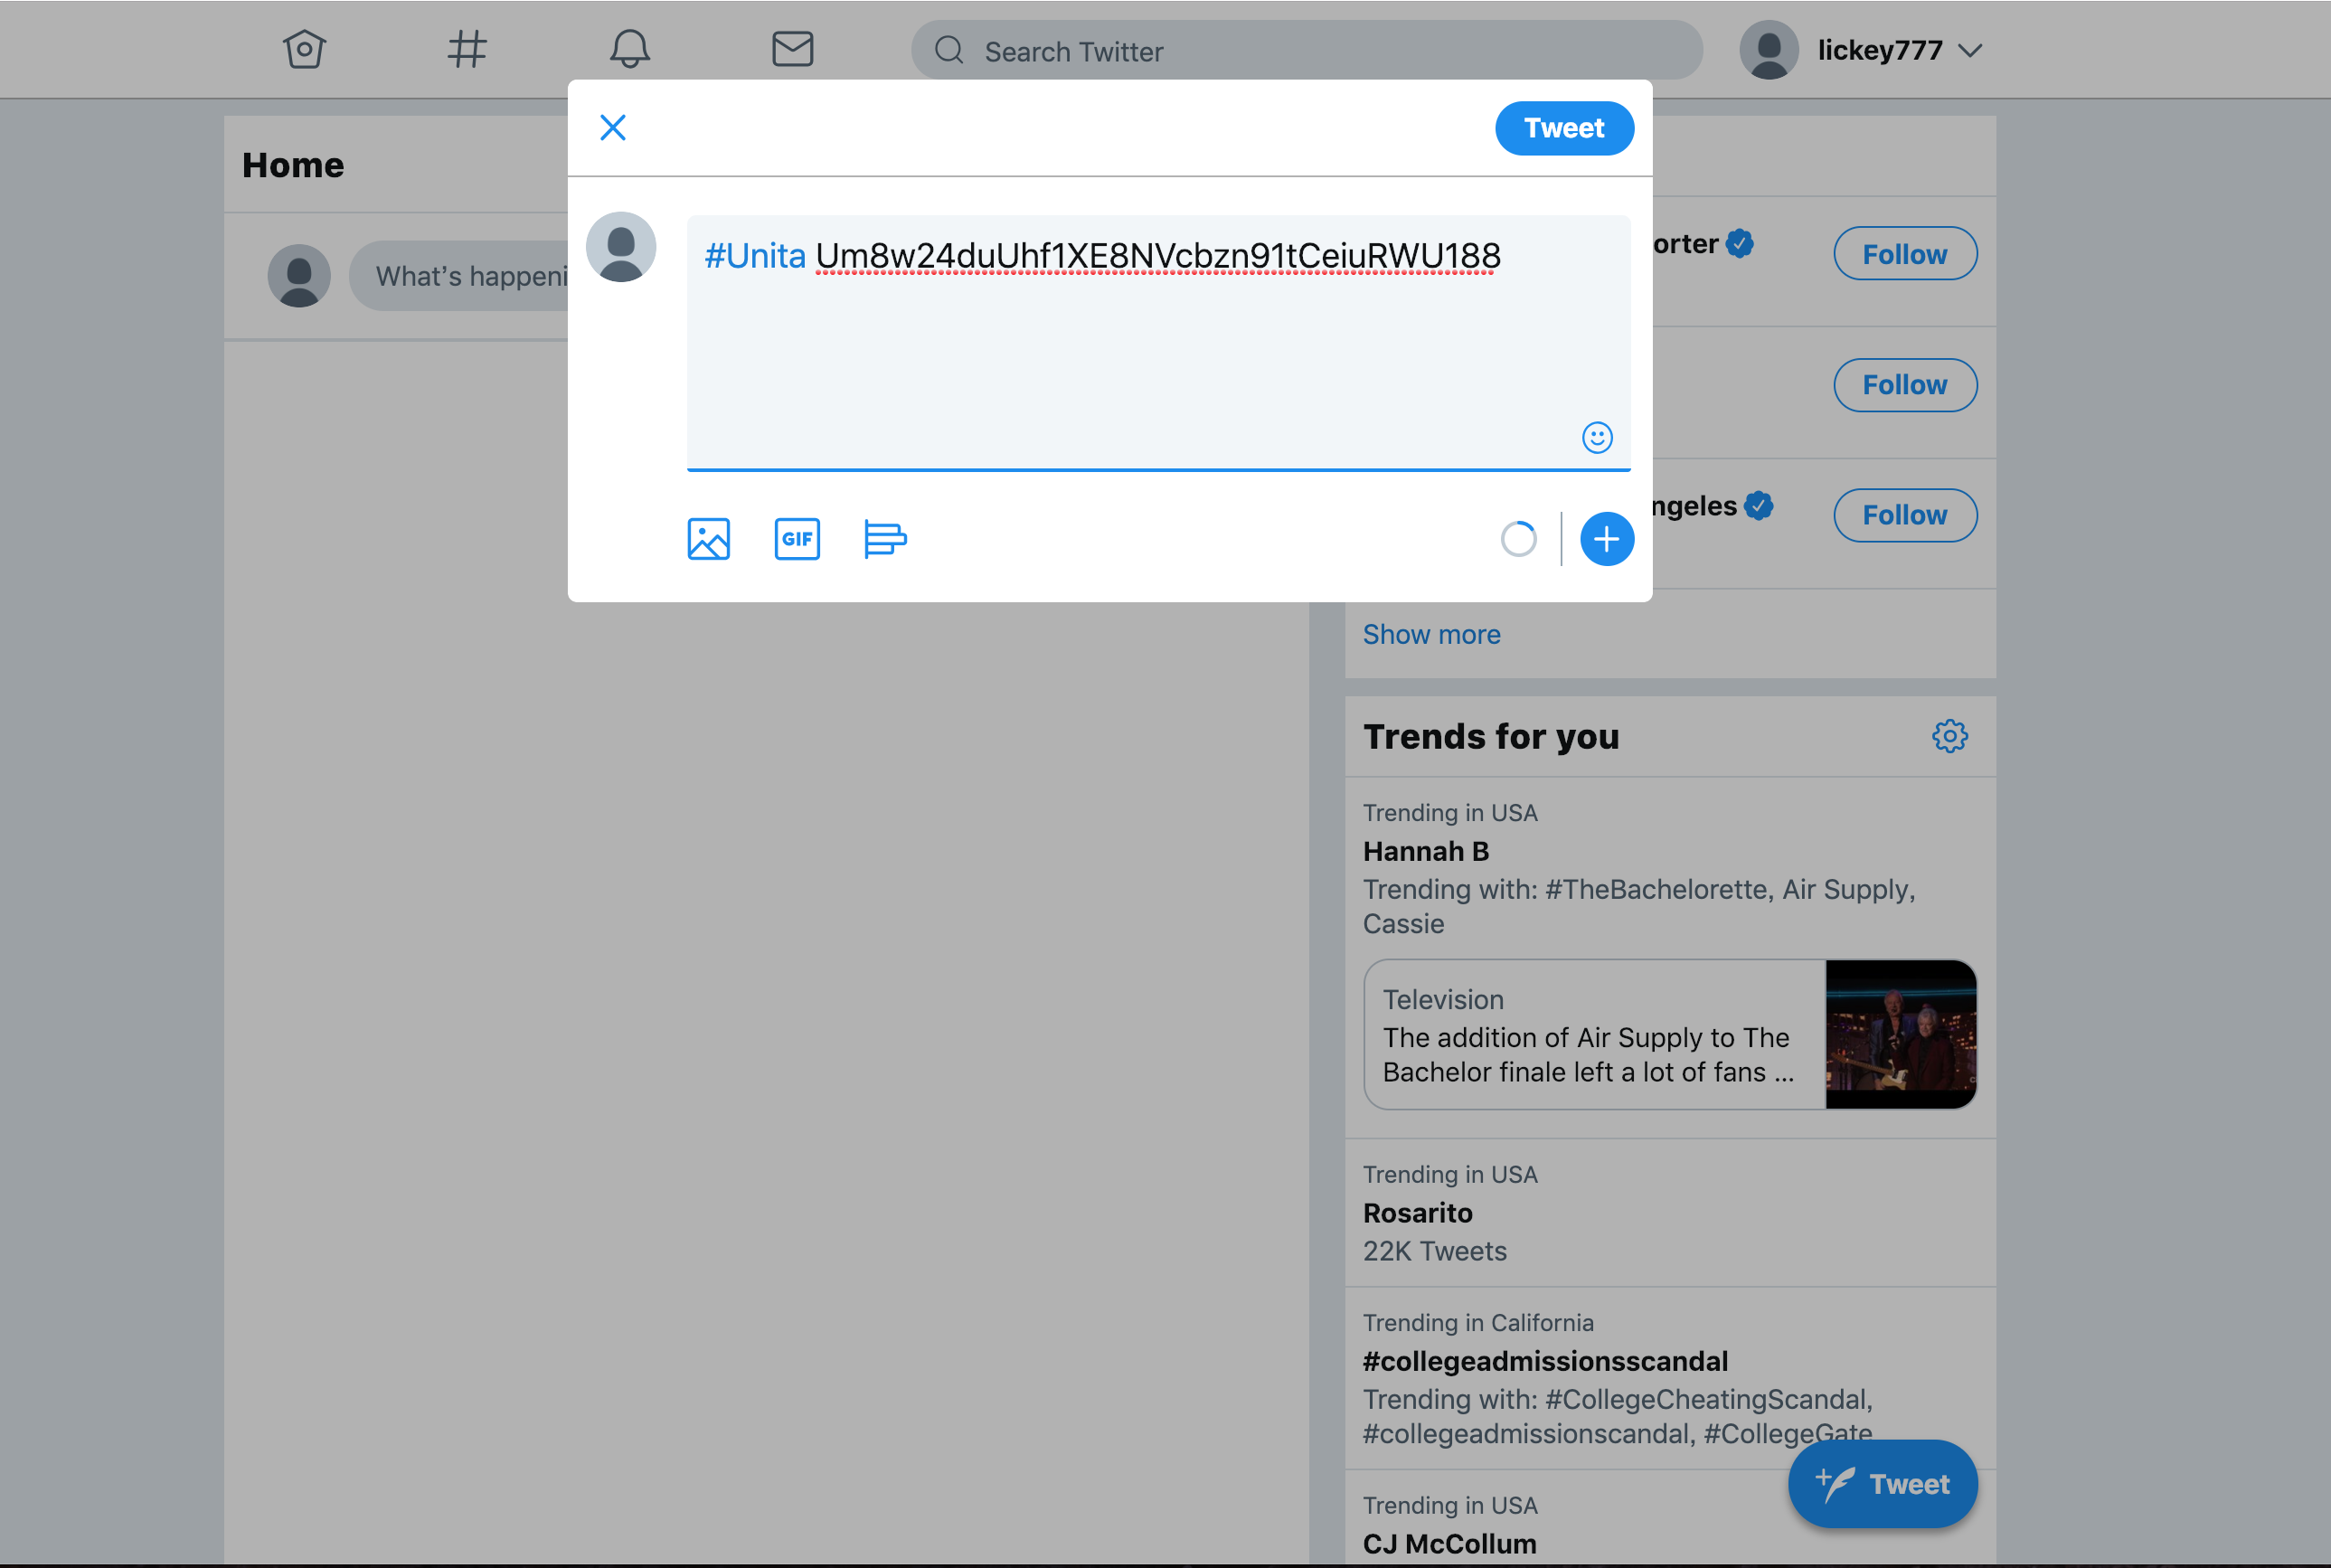 Search Twitter
lickey777
Tweet
Home
What's happeni
#Unita Um8w24duUhf1XE8NVcbzn91tCeiuRWU188
GIF
orter
Follow
Follow
ngeles
Follow
Show more
Trends for you
Trending in USA
Hannah B
Trending with: #TheBachelorette, Air Supply,
Cassie
Television
The addition of Air Supply to The
Bachelor finale left a lot of fans ...
Trending in USA
Rosarito
22K Tweets
Trending in California
#collegeadmissionsscandal
Trending with: #CollegeCheatingScandal,
#collegeadmissionscandal, #CollegeGate
Tweet
Trending in USA
CJ McCollum